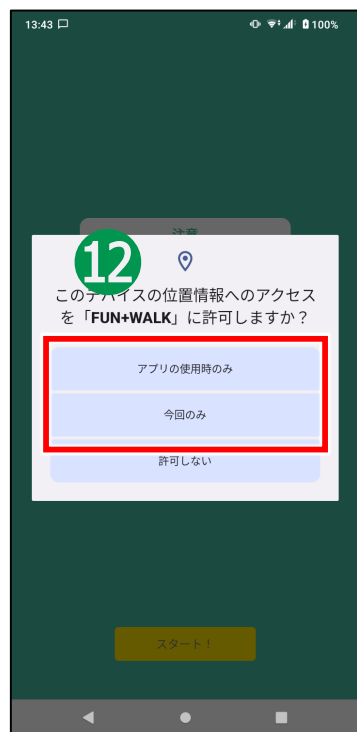 13:43
100%
注意
12
このデバイスの位置情報へのアクセス
を「FUN+WALK」に許可しますか？
アプリの使用時のみ
今回のみ
許可しない
スタート！